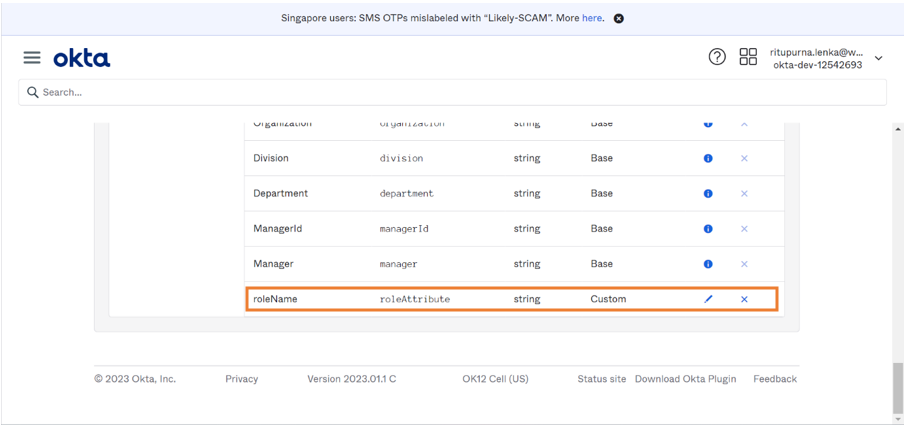 Singapore users: SMS OTPs mislabeled with “Likely-SCAM”. More here.
okta
ritupurna.lenka@w...
okta-dev-12542693
Search...
Organization organization string Base
Division division string Base
Department department string Base
ManagerId managerId string Base
Manager manager string Base
roleName roleAttribute string Custom
© 2023 Okta, Inc. Privacy Version 2023.01.1 C OK12 Cell (US) Status site Download Okta Plugin Feedback